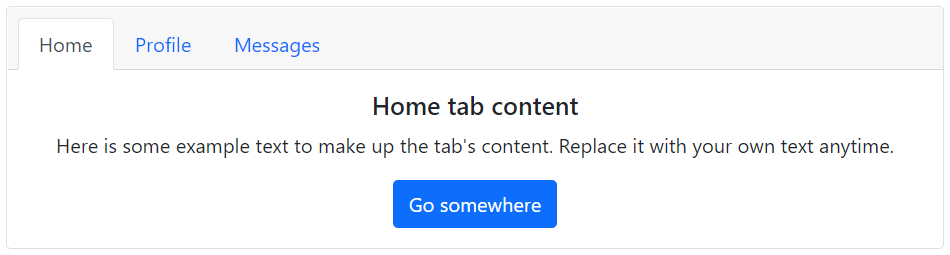 Home Profile Messages
Home tab content
Here is some example text to make up the tab's content. Replace it with your own text anytime.
Go somewhere